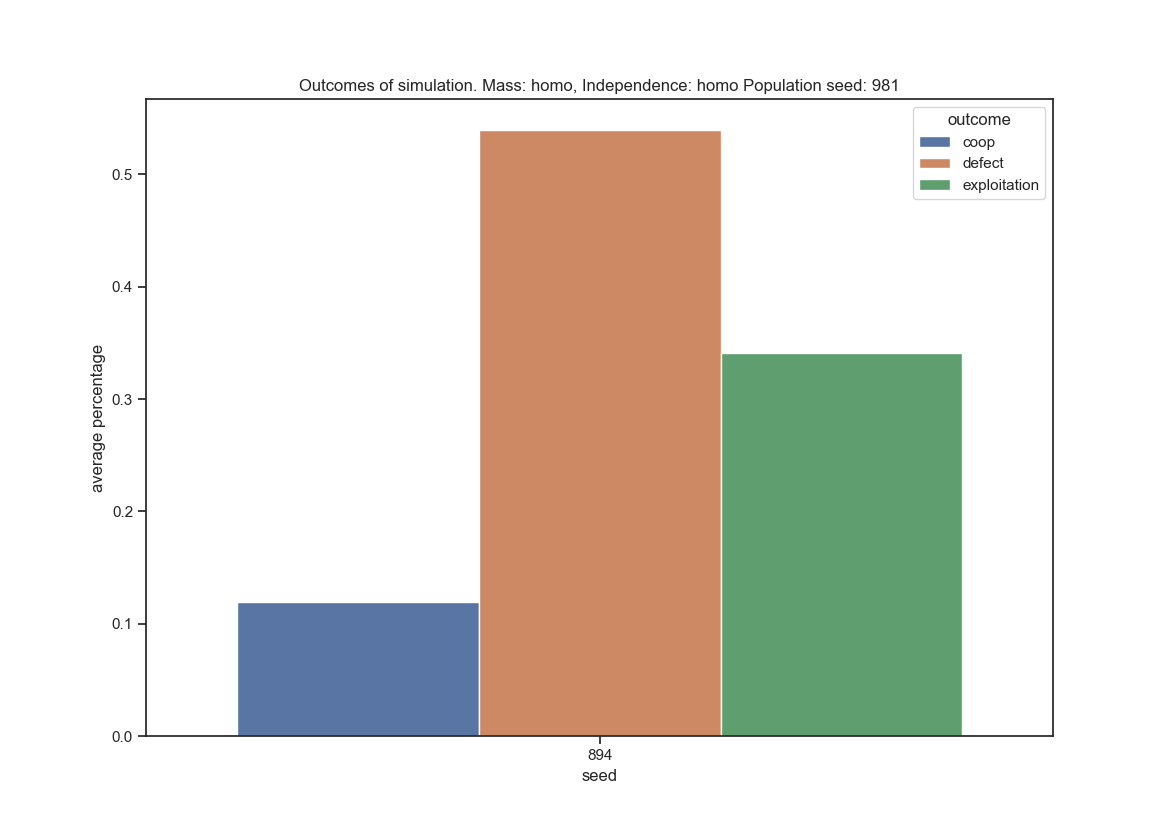 Outcomes of simulation. Mass: homo, Independence: homo Population seed: 981
outcome
coop
defect
exploitation
0.5
0.4
0.3
0.2
0.1
0.0
average percentage
894
seed